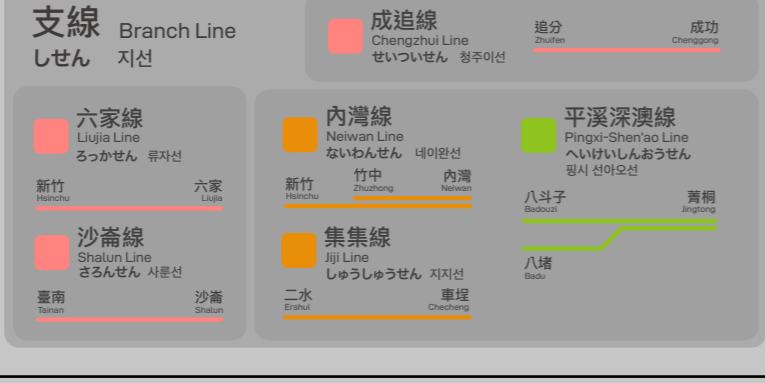 支線 Branch Line
しせん 지선
成追線
Chengzhui Line
せいついせん 청주이선
追分 成功
Zhuifen Chenggong
六家線
Liujia Line
ろっかせん 류자선
新竹 六家
Hsinchu Liujia
沙崙線
Shalun Line
さろんせん 사룬선
臺南 沙崙
Tainan Shalun
內灣線
Neiwan Line
ないわんせん 네이완선
新竹 竹中 內灣
Hsinchu Zhuzhong Neiwan
集集線
Jiji Line
しゅうしゅうせん 지지선
二水 車埕
Ershui Checheng
平溪深澳線
Pingxi-Shen'ao Line
へいけいしんおうせん
핑시 선아오선
八斗子 菁桐
Badouzi Jingtong
八堵
Badu